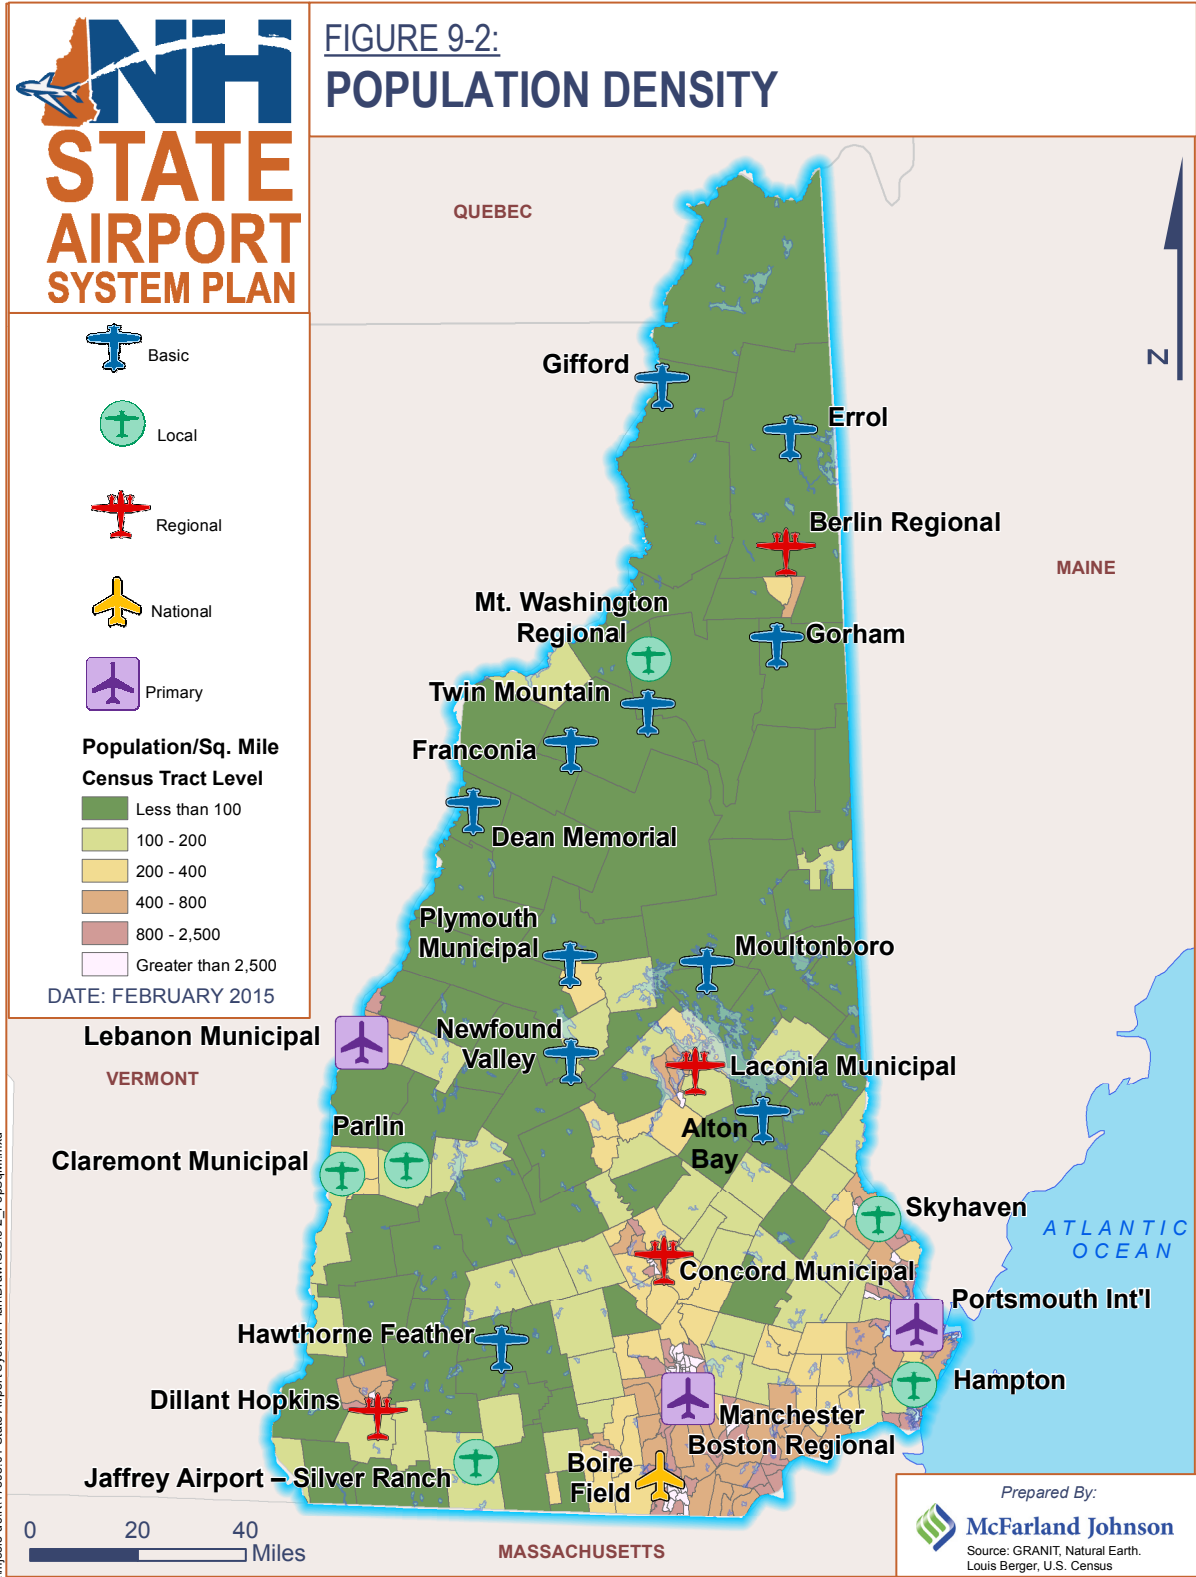 NH
STATE
AIRPORT
SYSTEM PLAN
FIGURE 9-2:
POPULATION DENSITY
Basic
Local
Regional
National
Primary
Population/Sq. Mile
Census Tract Level
Less than 100
100 - 200
200 - 400
400 - 800
800 - 2,500
Greater than 2,500
DATE: FEBRUARY 2015
QUEBEC
N
Gifford
Errol
Berlin Regional
MAINE
Mt. Washington
Regional
Gorham
Twin Mountain
Franconia
Dean Memorial
Plymouth
Municipal
Moultonboro
Lebanon Municipal
Newfound
Valley
Laconia Municipal
VERMONT
Parlin
Alton
Bay
Claremont Municipal
Skyhaven
ATLANTIC
OCEAN
Concord Municipal
Portsmouth Int'l
Hawthorne Feather
Hampton
Dillant Hopkins
Manchester
Boston Regional
Jaffrey Airport – Silver Ranch
Boire
Field
0 20 40
Miles
MASSACHUSETTS
Prepared By:
McFarland Johnson
Source: GRANIT, Natural Earth.
Louis Berger, U.S. Census